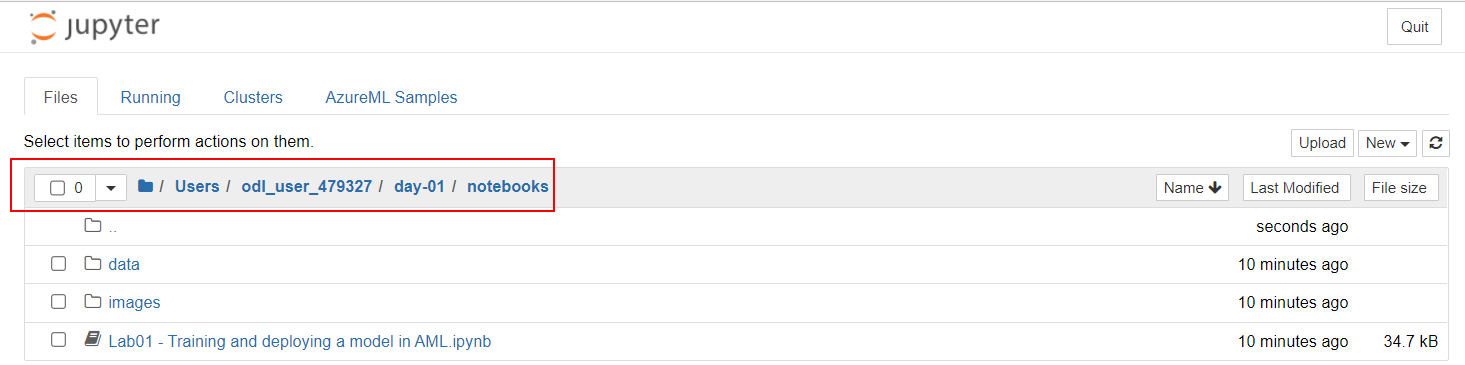 jupyter Quit
Files Running Clusters AzureML Samples
Select items to perform actions on them. Upload New
0 / Users / odl_user_479327 / day-01 / notebooks Name Last Modified File size
.. seconds ago
data 10 minutes ago
images 10 minutes ago
Lab01 - Training and deploying a model in AML.ipynb 10 minutes ago 34.7 kB